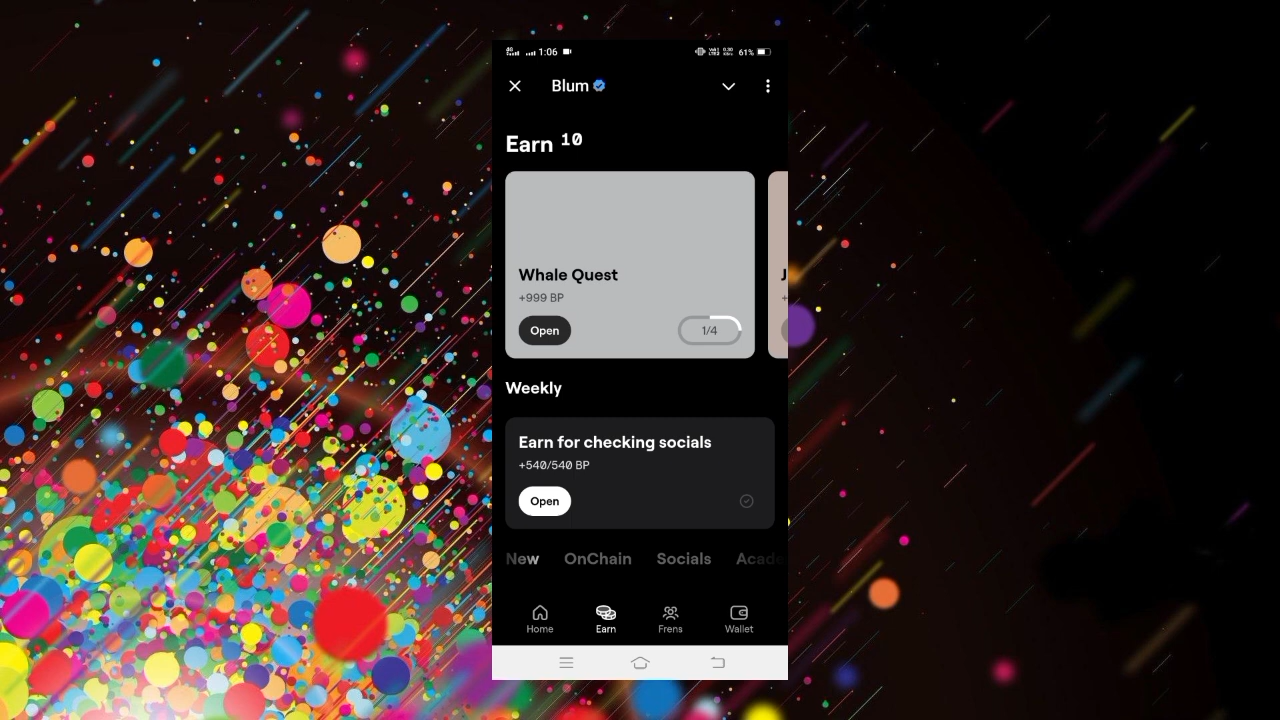 1:06 61%
Blum
Earn 10
Whale Quest
+999 BP
Open 1/4
J
Weekly
Earn for checking socials
+540/540 BP
Open
New OnChain Socials Acade
Home Earn Frens Wallet